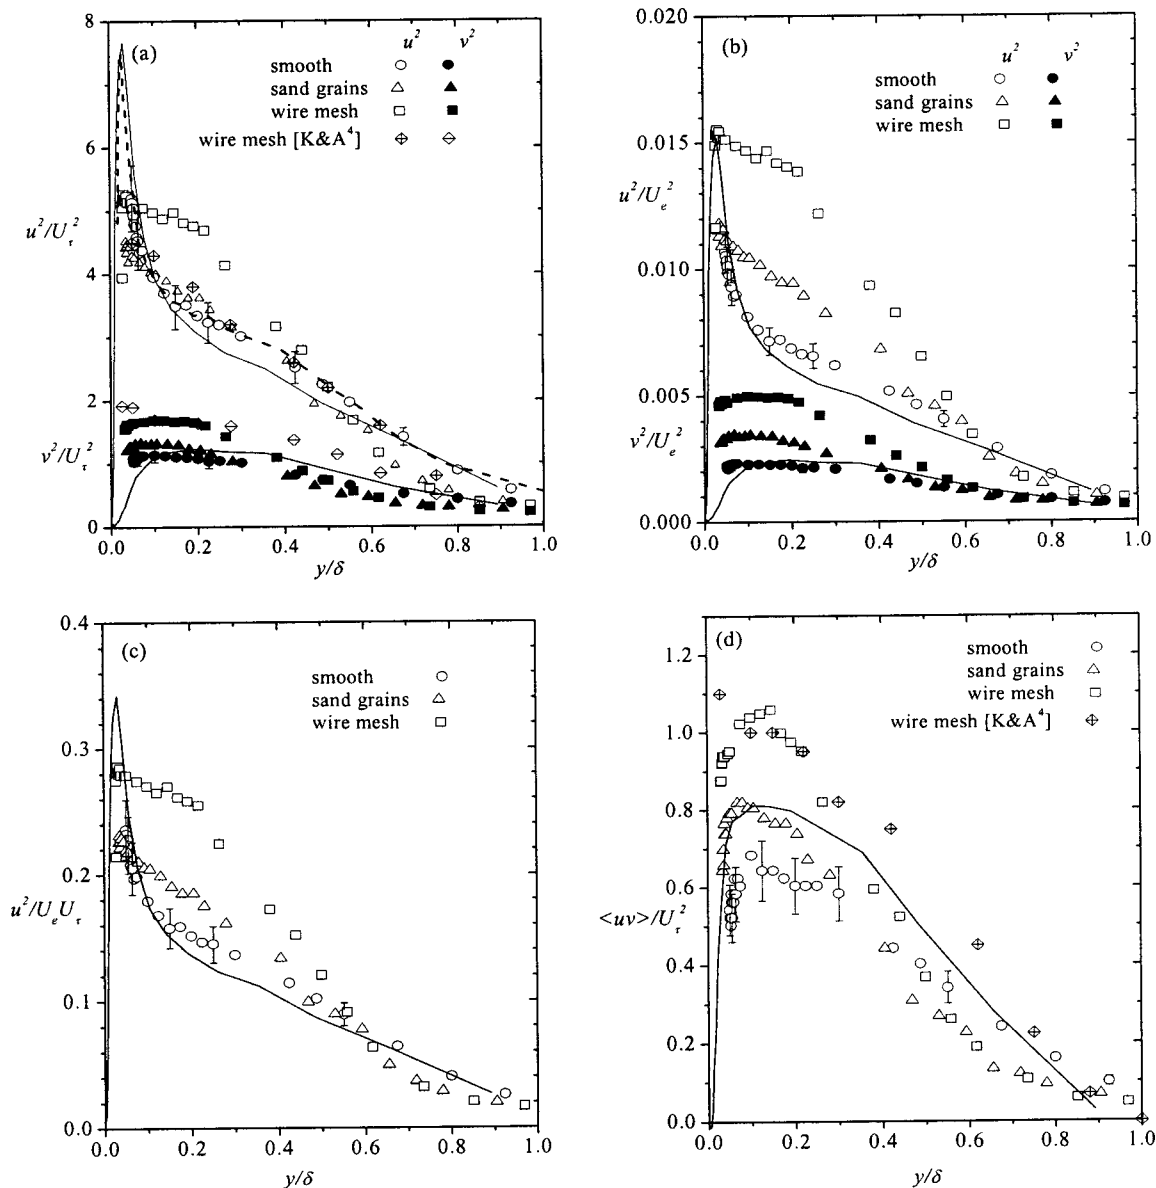 (a)
u² v²
smooth
sand grains
wire mesh
wire mesh [K&A⁴]
8
6
4
2
0
u²/U_τ²
v²/U_τ²
0.0 0.2 0.4 0.6 0.8 1.0
y/δ
(b)
u² v²
smooth
sand grains
wire mesh
0.020
0.015
0.010
0.005
0.000
u²/U_e²
v²/U_e²
0.0 0.2 0.4 0.6 0.8 1.0
y/δ
(c)
smooth
sand grains
wire mesh
0.4
0.3
0.2
0.1
0.0
u²/U_e U_τ
0.0 0.2 0.4 0.6 0.8 1.0
y/δ
(d)
smooth
sand grains
wire mesh
wire mesh [K&A⁴]
1.2
1.0
0.8
0.6
0.4
0.2
0.0
<uv>/U_τ²
0.0 0.2 0.4 0.6 0.8 1.0
y/δ